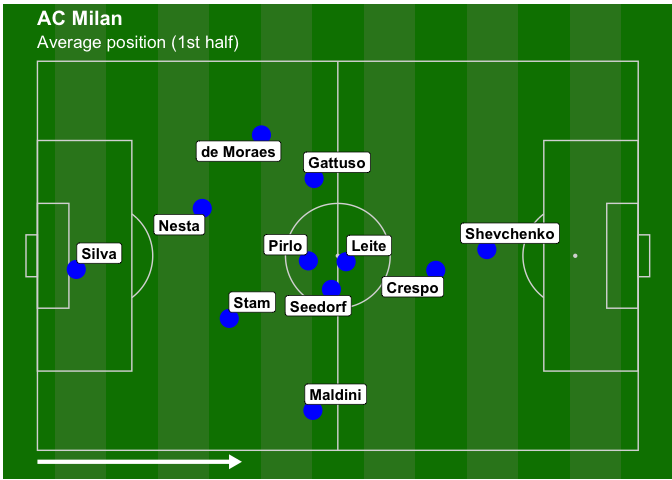 AC Milan
Average position (1st half)
de Moraes
Gattuso
Nesta
Shevchenko
Silva
Pirlo
Leite
Crespo
Stam
Seedorf
Maldini